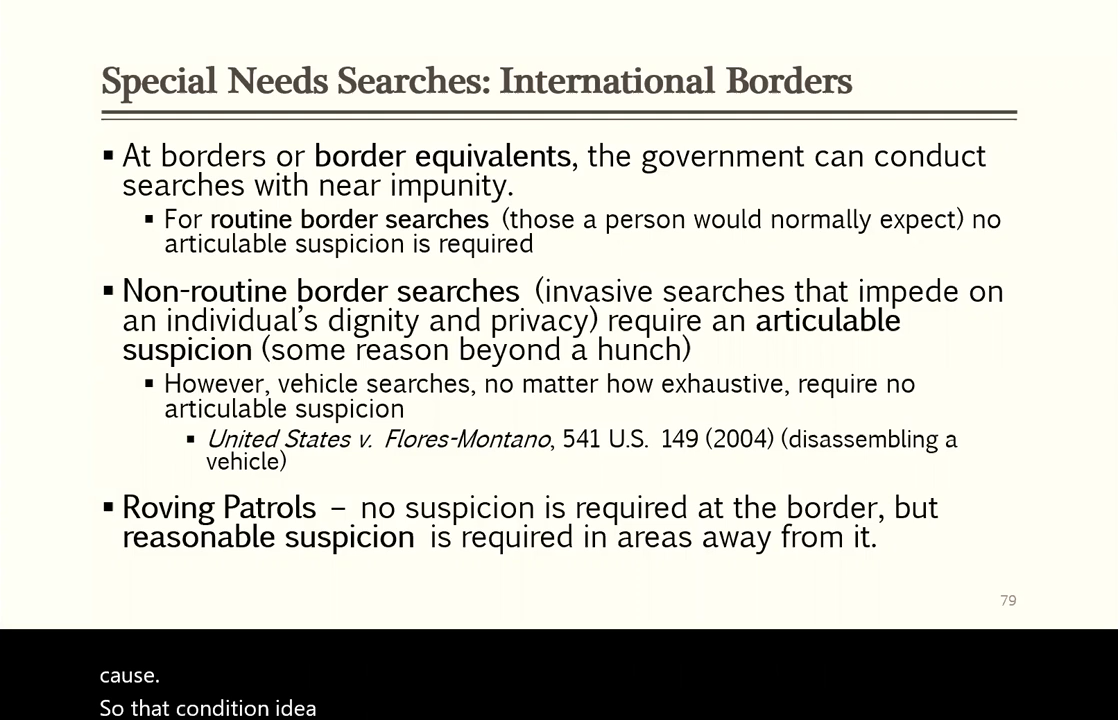 Special Needs Searches: International Borders
▪ At borders or border equivalents, the government can conduct
searches with near impunity.
▪ For routine border searches (those a person would normally expect) no
articulable suspicion is required
▪ Non-routine border searches (invasive searches that impede on
an individual's dignity and privacy) require an articulable
suspicion (some reason beyond a hunch)
▪ However, vehicle searches, no matter how exhaustive, require no
articulable suspicion
▪ United States v. Flores-Montano, 541 U.S. 149 (2004) (disassembling a
vehicle)
▪ Roving Patrols – no suspicion is required at the border, but
reasonable suspicion is required in areas away from it.
79
cause.
So that condition idea